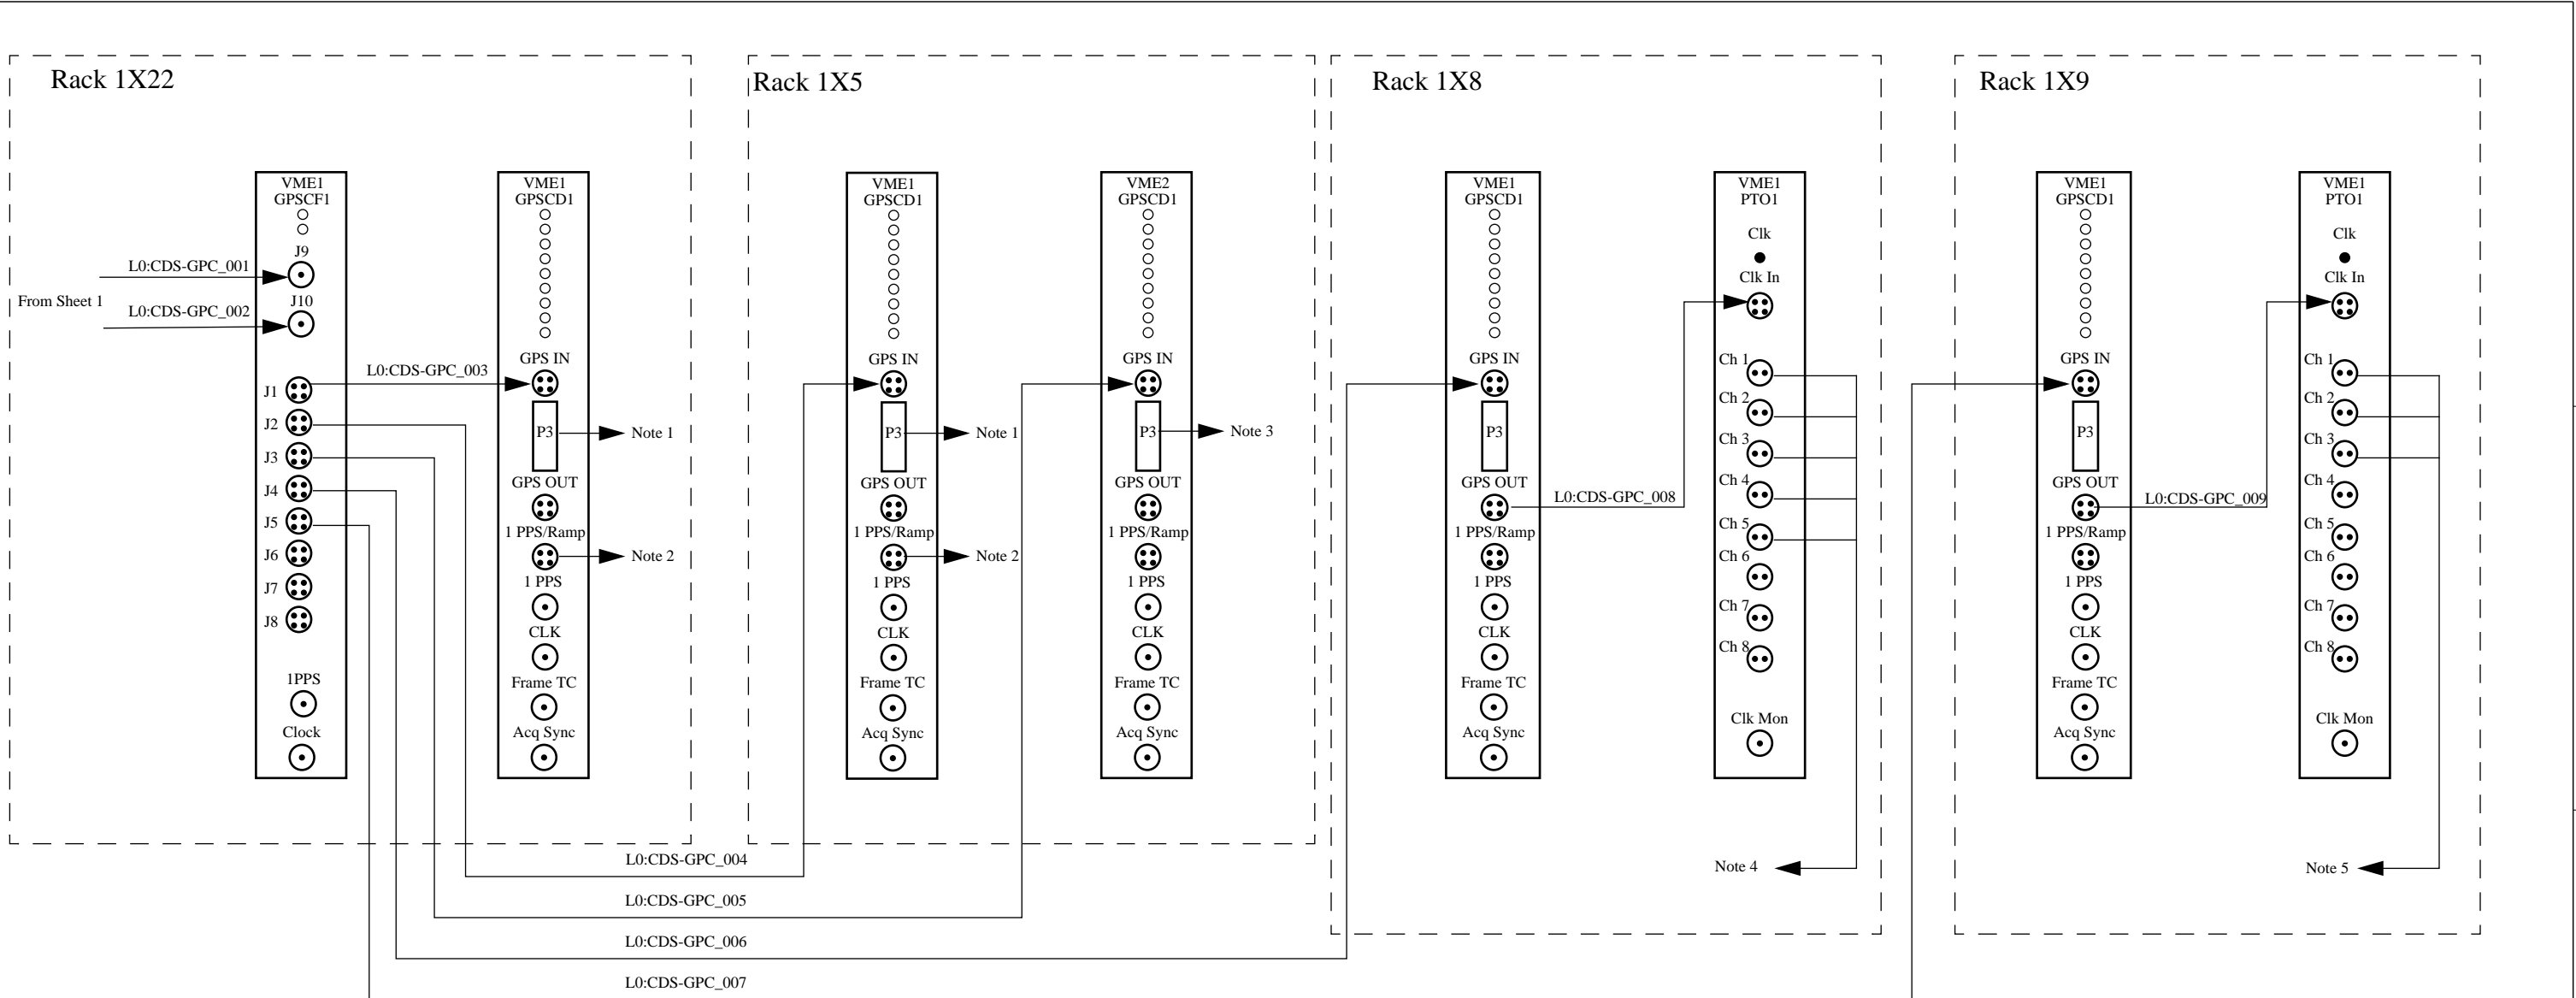 Rack 1X22
VME1
GPSCF1
J9
L0:CDS-GPC_001
From Sheet 1
J10
L0:CDS-GPC_002
J1
J2
J3
J4
J5
J6
J7
J8
1PPS
Clock
L0:CDS-GPC_003
VME1
GPSCD1
GPS IN
P3
Note 1
GPS OUT
1 PPS/Ramp
Note 2
1 PPS
CLK
Frame TC
Acq Sync
Rack 1X5
VME1
GPSCD1
GPS IN
P3
Note 1
GPS OUT
1 PPS/Ramp
Note 2
1 PPS
CLK
Frame TC
Acq Sync
VME2
GPSCD1
GPS IN
P3
Note 3
GPS OUT
1 PPS/Ramp
1 PPS
CLK
Frame TC
Acq Sync
Rack 1X8
VME1
GPSCD1
GPS IN
P3
GPS OUT
L0:CDS-GPC_008
1 PPS/Ramp
1 PPS
CLK
Frame TC
Acq Sync
VME1
PTO1
Clk
Clk In
Ch 1
Ch 2
Ch 3
Ch 4
Ch 5
Ch 6
Ch 7
Ch 8
Clk Mon
Note 4
Rack 1X9
VME1
GPSCD1
GPS IN
P3
GPS OUT
L0:CDS-GPC_009
1 PPS/Ramp
1 PPS
CLK
Frame TC
Acq Sync
VME1
PTO1
Clk
Clk In
Ch 1
Ch 2
Ch 3
Ch 4
Ch 5
Ch 6
Ch 7
Ch 8
Clk Mon
Note 5
L0:CDS-GPC_004
L0:CDS-GPC_005
L0:CDS-GPC_006
L0:CDS-GPC_007